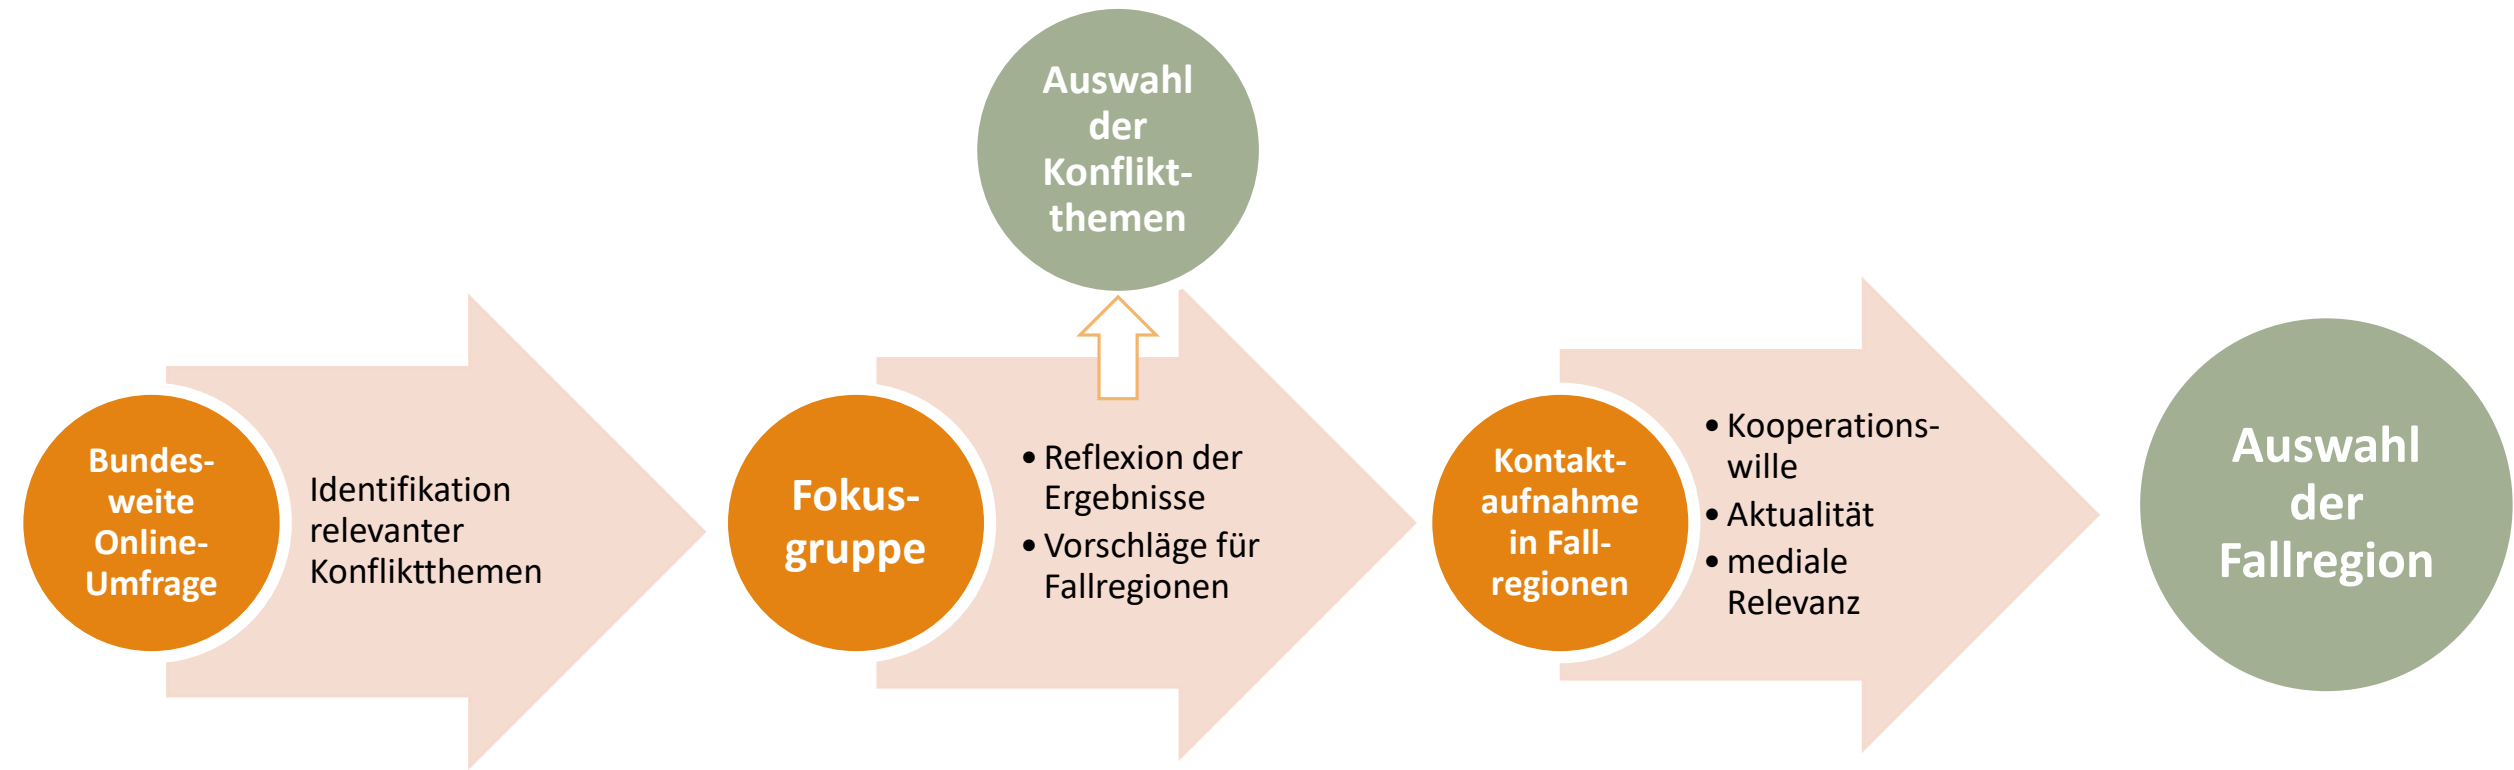 Auswahl
der
Konflikt-
themen
Bundes-
weite
Online-
Umfrage
Identifikation
relevanter
Konfliktthemen
Fokus-
gruppe
• Reflexion der
Ergebnisse
• Vorschläge für
Fallregionen
Kontakt-
aufnahme
in Fall-
regionen
• Kooperations-
wille
• Aktualität
• mediale
Relevanz
Auswahl
der
Fallregion